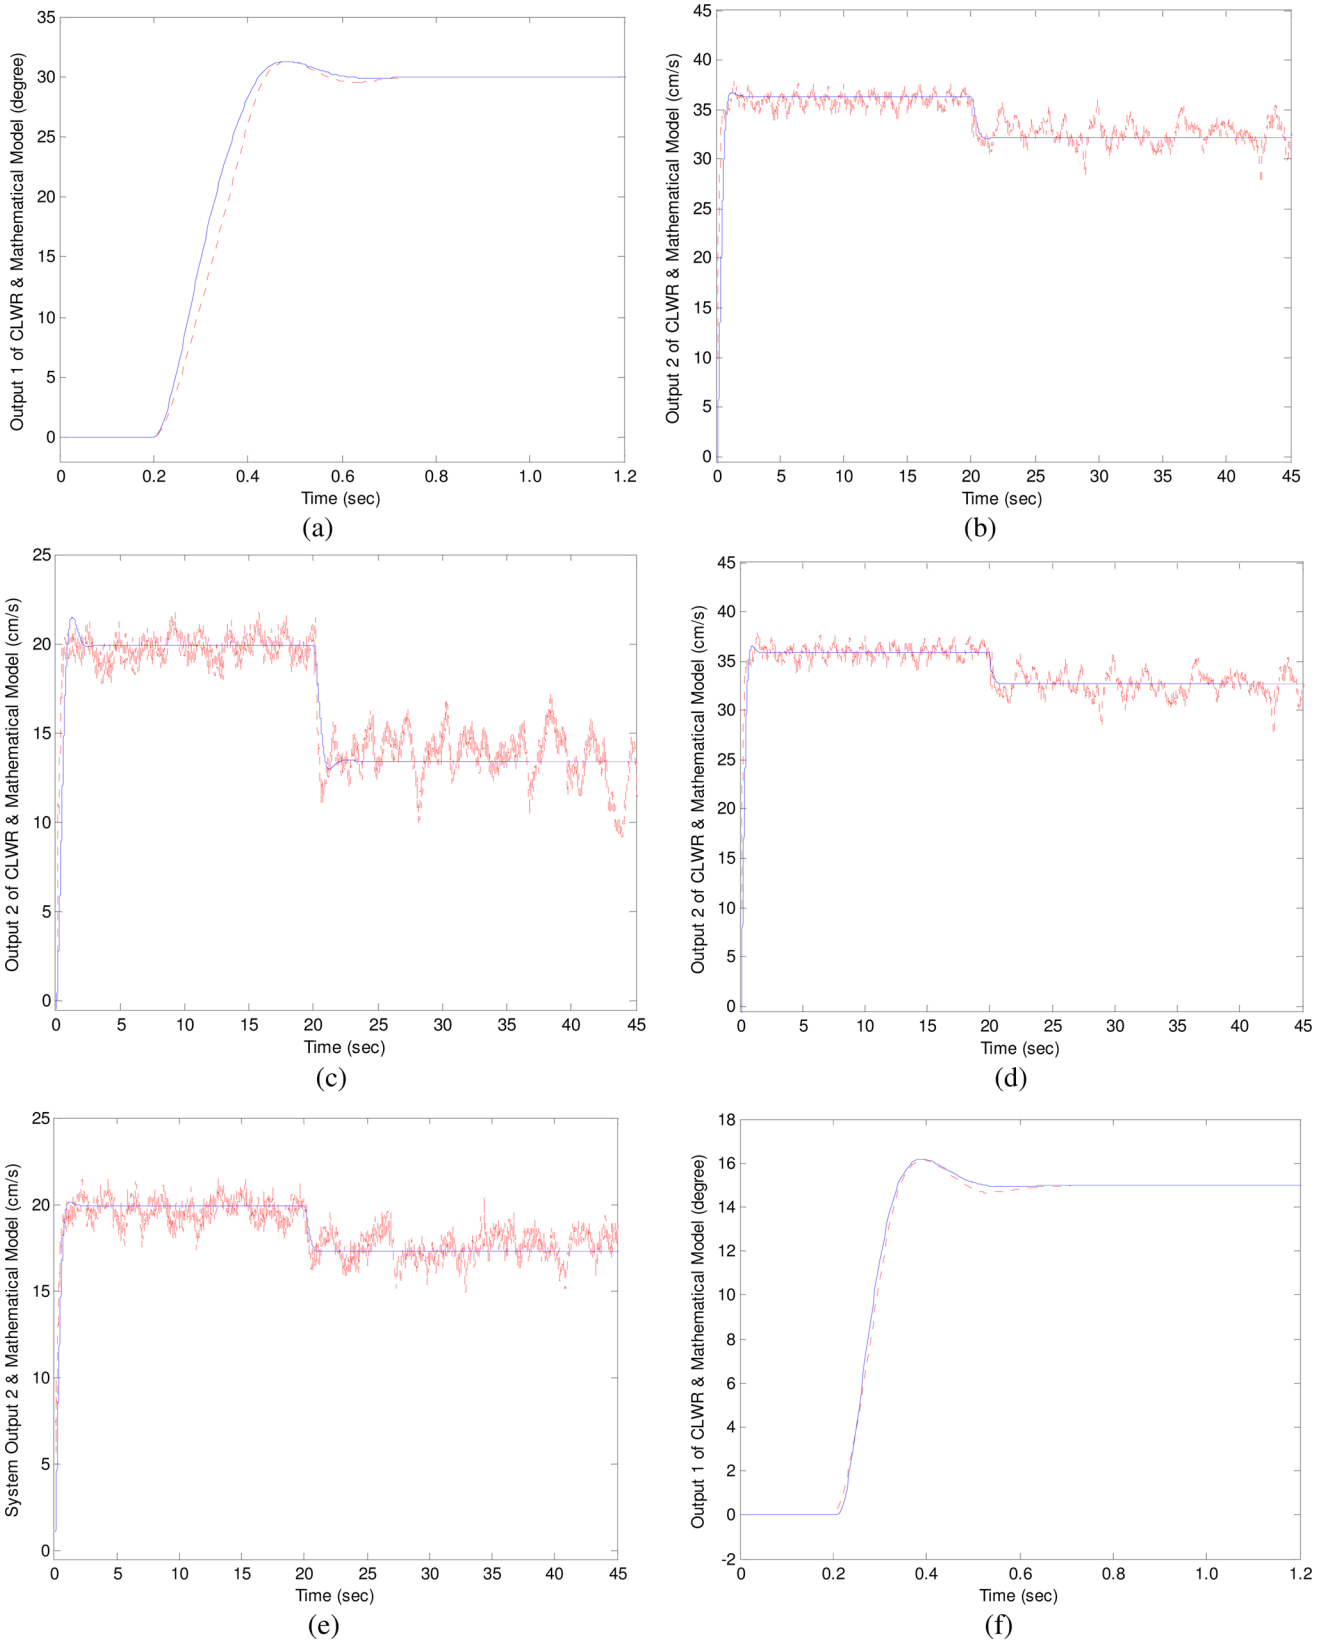 35
30
25
20
15
10
5
0
Output 1 of CLWR & Mathematical Model (degree)
0 0.2 0.4 0.6 0.8 1.0 1.2
Time (sec)
(a)
45
40
35
30
25
20
15
10
5
0
Output 2 of CLWR & Mathematical Model (cm/s)
0 5 10 15 20 25 30 35 40 45
Time (sec)
(b)
25
20
15
10
5
0
Output 2 of CLWR & Mathematical Model (cm/s)
0 5 10 15 20 25 30 35 40 45
Time (sec)
(c)
45
40
35
30
25
20
15
10
5
0
Output 2 of CLWR & Mathematical Model (cm/s)
0 5 10 15 20 25 30 35 40 45
Time (sec)
(d)
25
20
15
10
5
0
System Output 2 & Mathematical Model (cm/s)
0 5 10 15 20 25 30 35 40 45
Time (sec)
(e)
18
16
14
12
10
8
6
4
2
0
-2
Output 1 of CLWR & Mathematical Model (degree)
0 0.2 0.4 0.6 0.8 1.0 1.2
Time (sec)
(f)